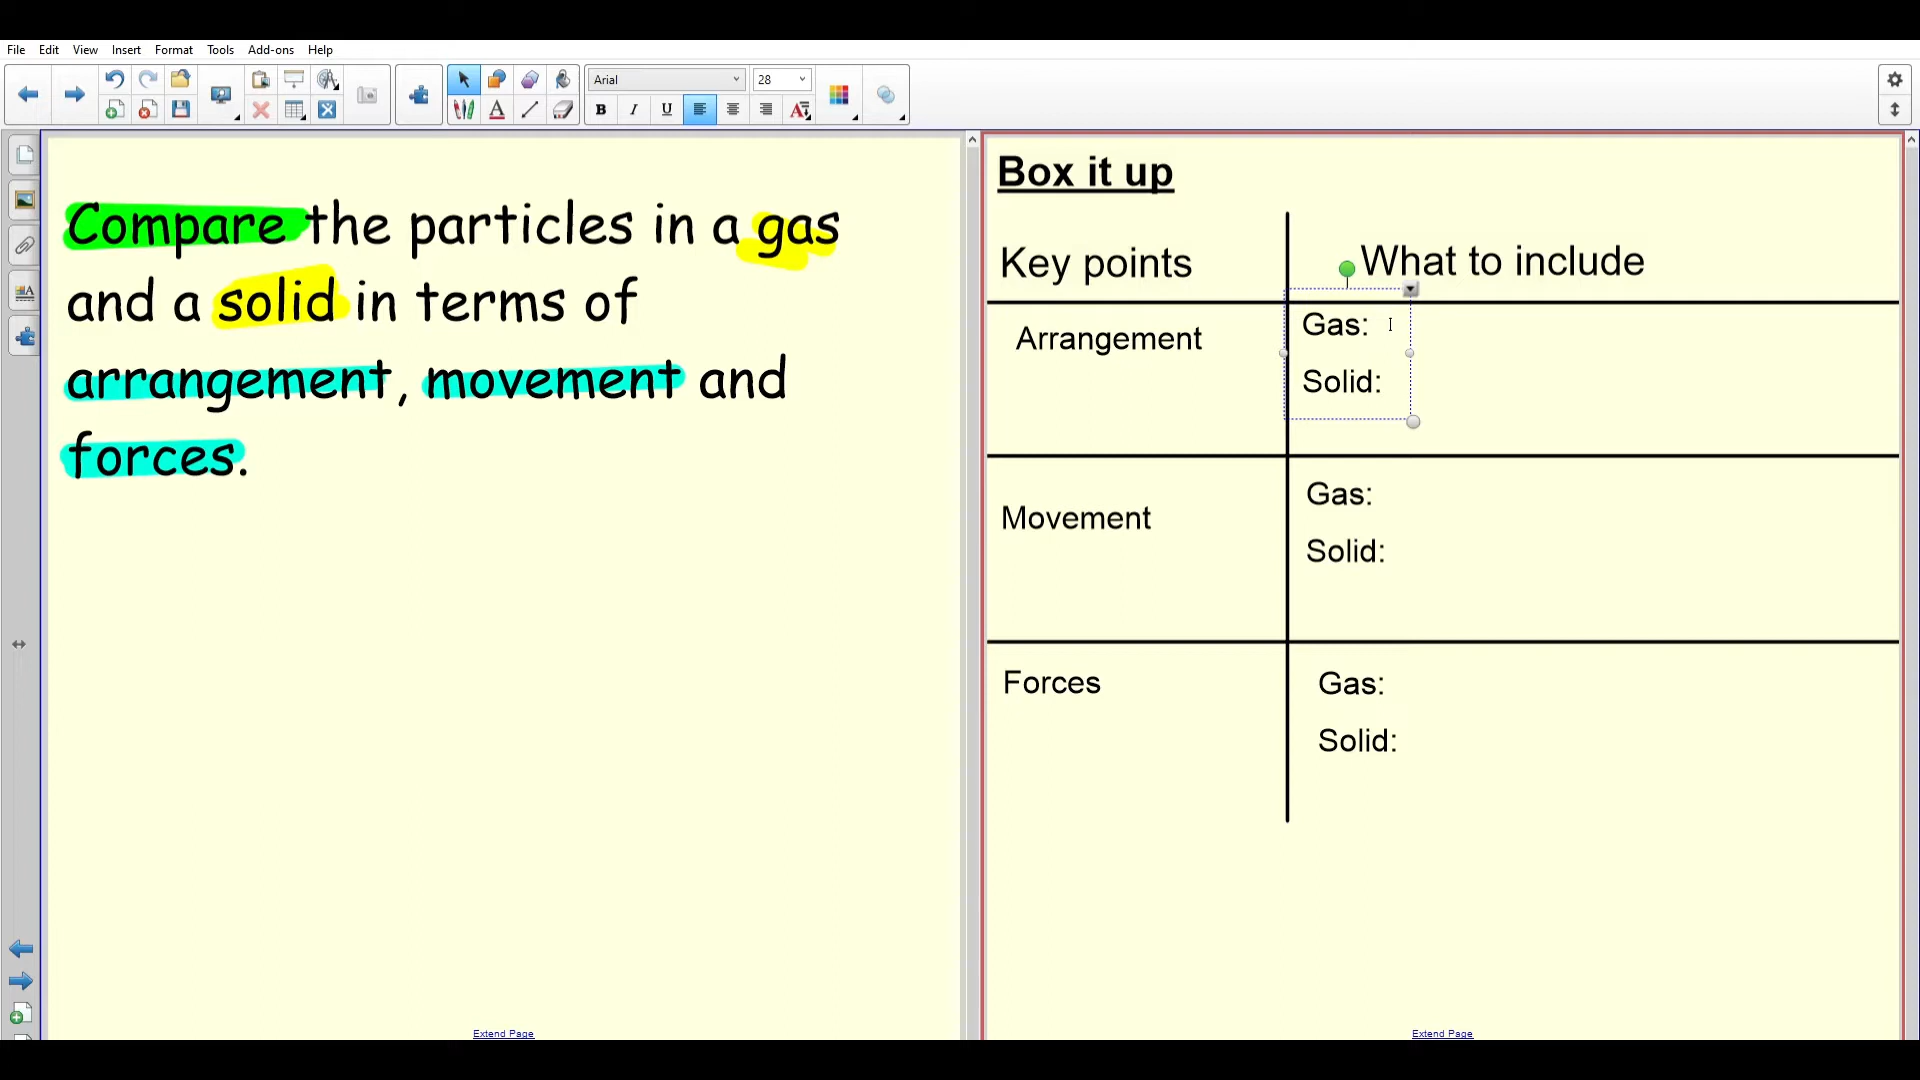 File Edit View Insert Format Tools Add-ons Help
Arial 28
B I U A
Compare the particles in a gas
and a solid in terms of
arrangement, movement and
forces.
Extend Page
Box it up
Key points What to include
Arrangement
Gas:
Solid:
Movement
Gas:
Solid:
Forces
Gas:
Solid:
Extend Page